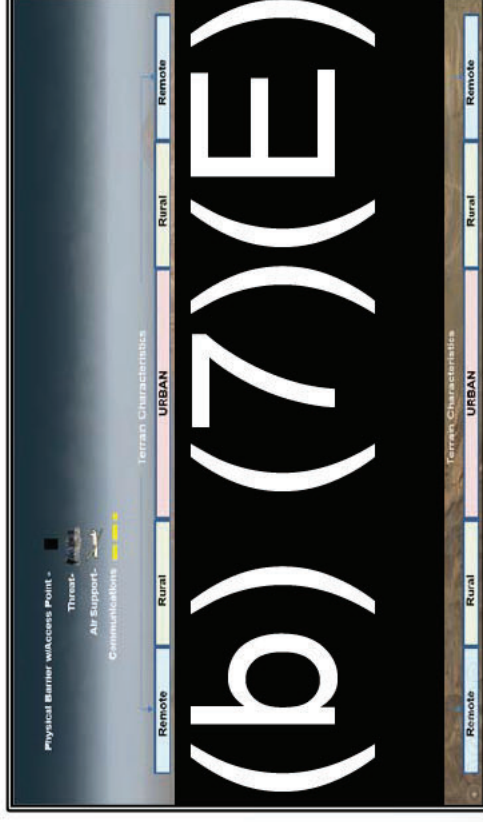 Physical Barrier w/Access Point -
Threat-
Air Support-
Communications
Terrain Characteristics
Remote
Rural
URBAN
Rural
Remote
(b) (7)(E)
Terrain Characteristics
Remote
Rural
URBAN
Rural
Remote